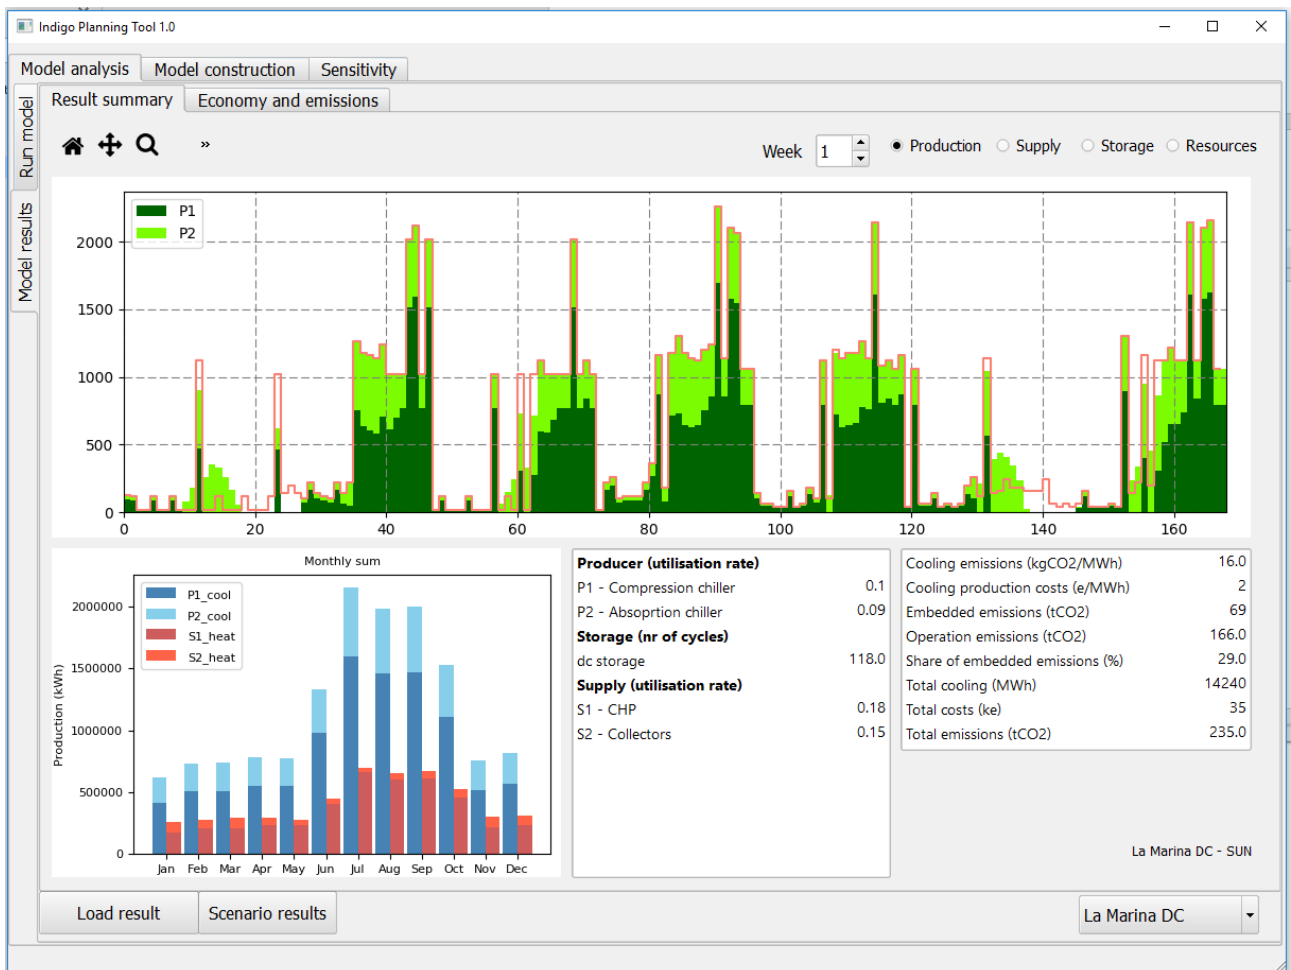 Indigo Planning Tool 1.0
Model analysis Model construction Sensitivity
Run model
Model results
Result summary Economy and emissions
» Week 1 Production Supply Storage Resources
P1
P2
2000
1500
1000
500
0
0 20 40 60 80 100 120 140 160
Monthly sum
P1_cool
P2_cool
S1_heat
S2_heat
Production (kWh)
2000000
1500000
1000000
500000
0
Jan Feb Mar Apr May Jun Jul Aug Sep Oct Nov Dec
Producer (utilisation rate)
P1 - Compression chiller 0.1
P2 - Absoprtion chiller 0.09
Storage (nr of cycles)
dc storage 118.0
Supply (utilisation rate)
S1 - CHP 0.18
S2 - Collectors 0.15
Cooling emissions (kgCO2/MWh) 16.0
Cooling production costs (e/MWh) 2
Embedded emissions (tCO2) 69
Operation emissions (tCO2) 166.0
Share of embedded emissions (%) 29.0
Total cooling (MWh) 14240
Total costs (ke) 35
Total emissions (tCO2) 235.0
La Marina DC - SUN
Load result Scenario results La Marina DC